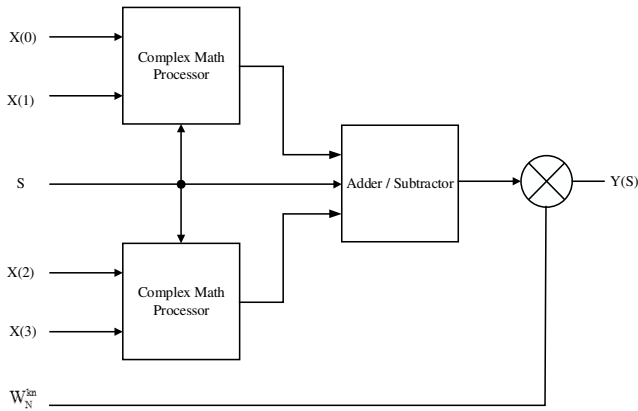 X(0)
X(1)
Complex Math
Processor
S
Adder / Subtractor
Y(S)
X(2)
X(3)
Complex Math
Processor
W_N^kn